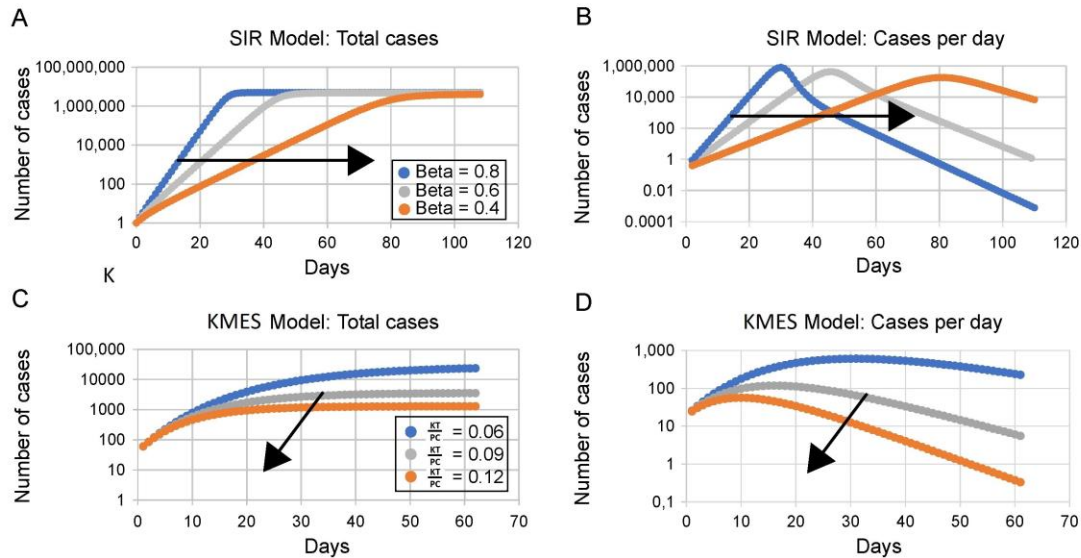 A
SIR Model: Total cases
Number of cases
100,000,000
1,000,000
10,000
100
1
0 20 40 60 80 100 120
Days
Beta = 0.8
Beta = 0.6
Beta = 0.4
B
SIR Model: Cases per day
Number of cases
1,000,000
10,000
100
1
0.01
0.0001
0 20 40 60 80 100 120
Days
K
C
KMES Model: Total cases
Number of cases
100,000
10000
1000
100
10
1
0 10 20 30 40 50 60 70
Days
KT/PC = 0.06
KT/PC = 0.09
KT/PC = 0.12
D
KMES Model: Cases per day
Number of cases
1,000
100
10
1
0,1
0 10 20 30 40 50 60 70
Days